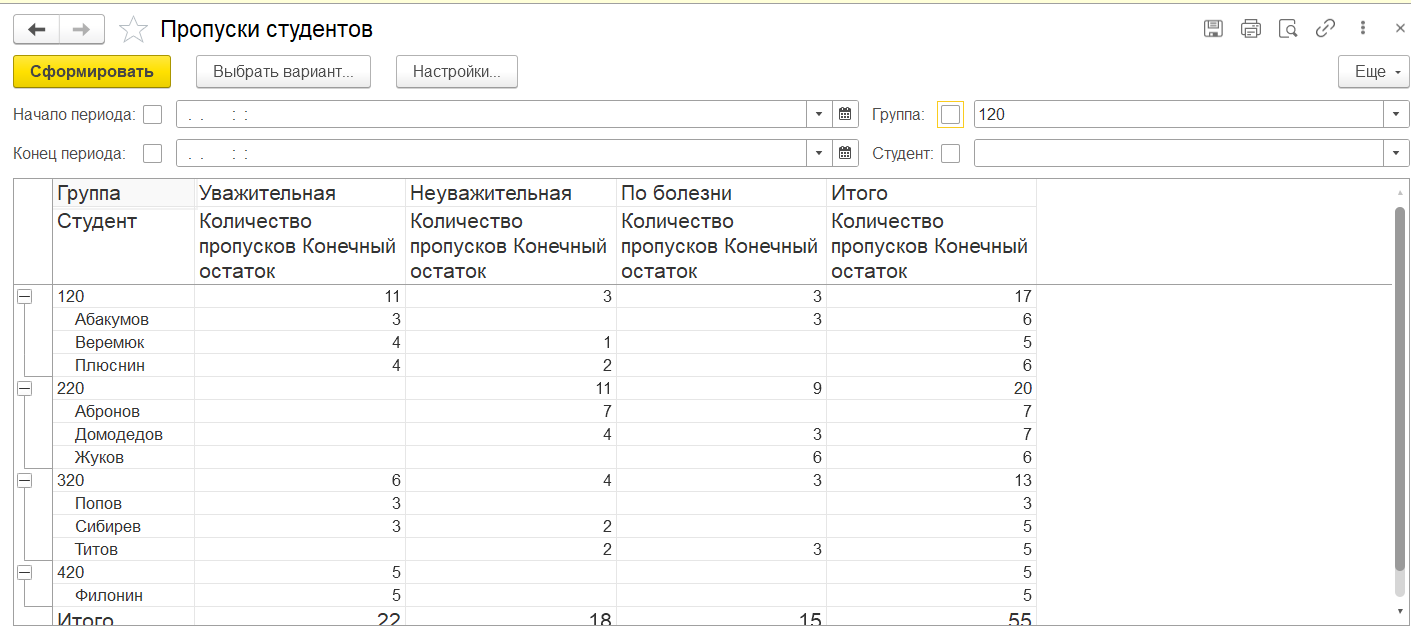 Пропуски студентов
Сформировать Выбрать вариант... Настройки... Еще
Начало периода: . . : : Группа: 120
Конец периода: . . : : Студент:
Группа Уважительная Неуважительная По болезни Итого
Студент Количество Количество Количество Количество
пропусков Конечный пропусков Конечный пропусков Конечный пропусков Конечный
остаток остаток остаток остаток
120 11 3 3 17
Абакумов 3 3 6
Веремюк 4 1 5
Плюснин 4 2 6
220 11 9 20
Абронов 7 7
Домодедов 4 3 7
Жуков 6 6
320 6 4 3 13
Попов 3 3
Сибирев 3 2 5
Титов 2 3 5
420 5 5
Филонин 5 5
Итого 22 18 15 55